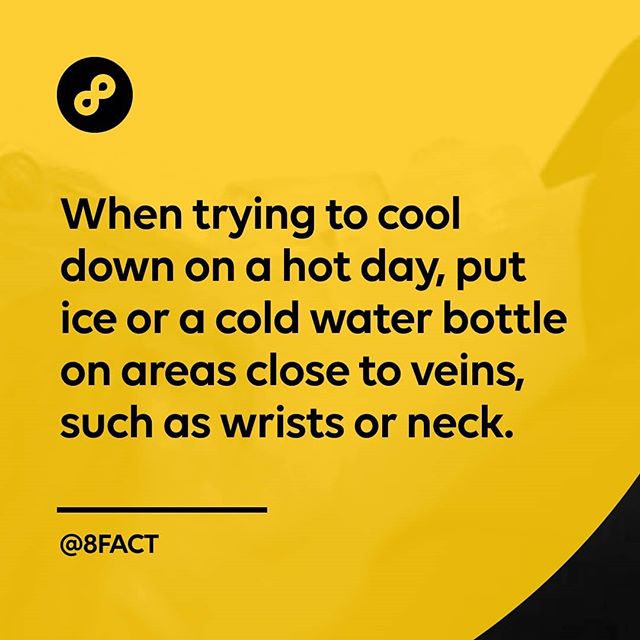 When trying to cool
down on a hot day, put
ice or a cold water bottle
on areas close to veins,
such as wrists or neck.
@8FACT